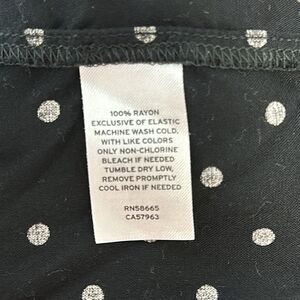 100% RAYON
EXCLUSIVE OF ELASTIC
MACHINE WASH COLD,
WITH LIKE COLORS
ONLY NON-CHLORINE
BLEACH IF NEEDED
TUMBLE DRY LOW,
REMOVE PROMPTLY
COOL IRON IF NEEDED
RN58665
CA57963